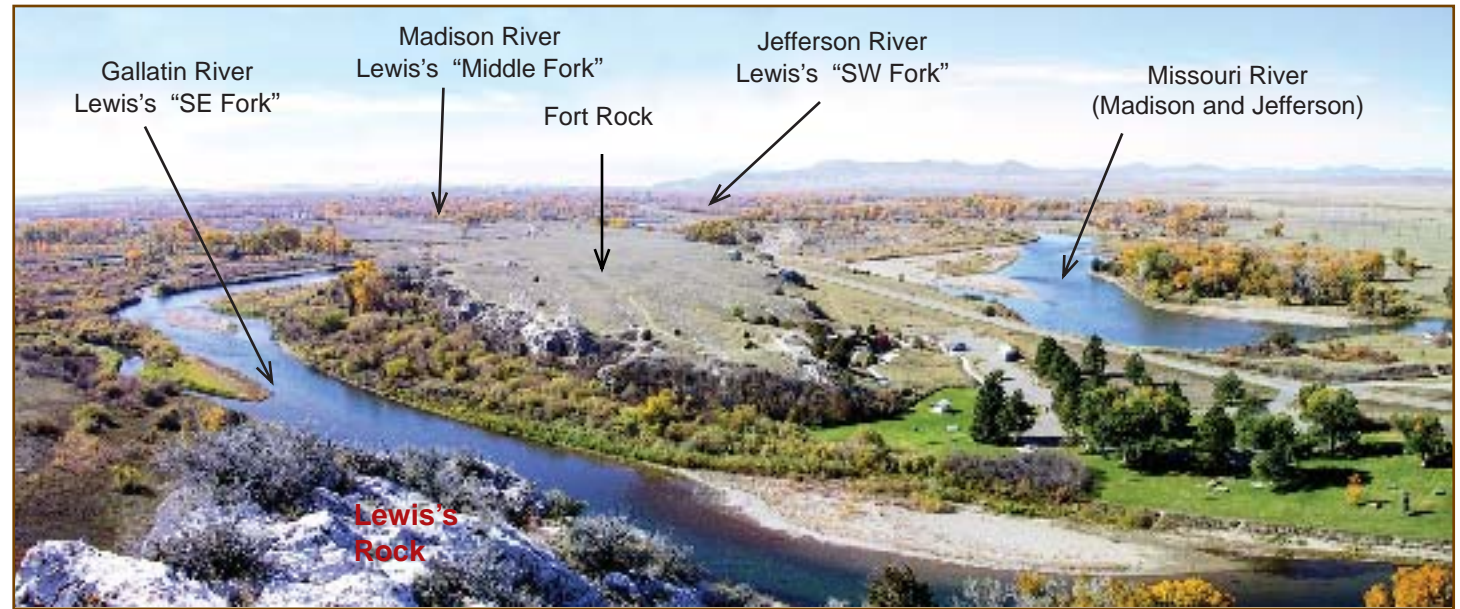 Gallatin River
Lewis's "SE Fork"
Madison River
Lewis's “Middle Fork”
Fort Rock
Jefferson River
Lewis's “SW Fork”
Missouri River
(Madison and Jefferson)
Lewis's
Rock